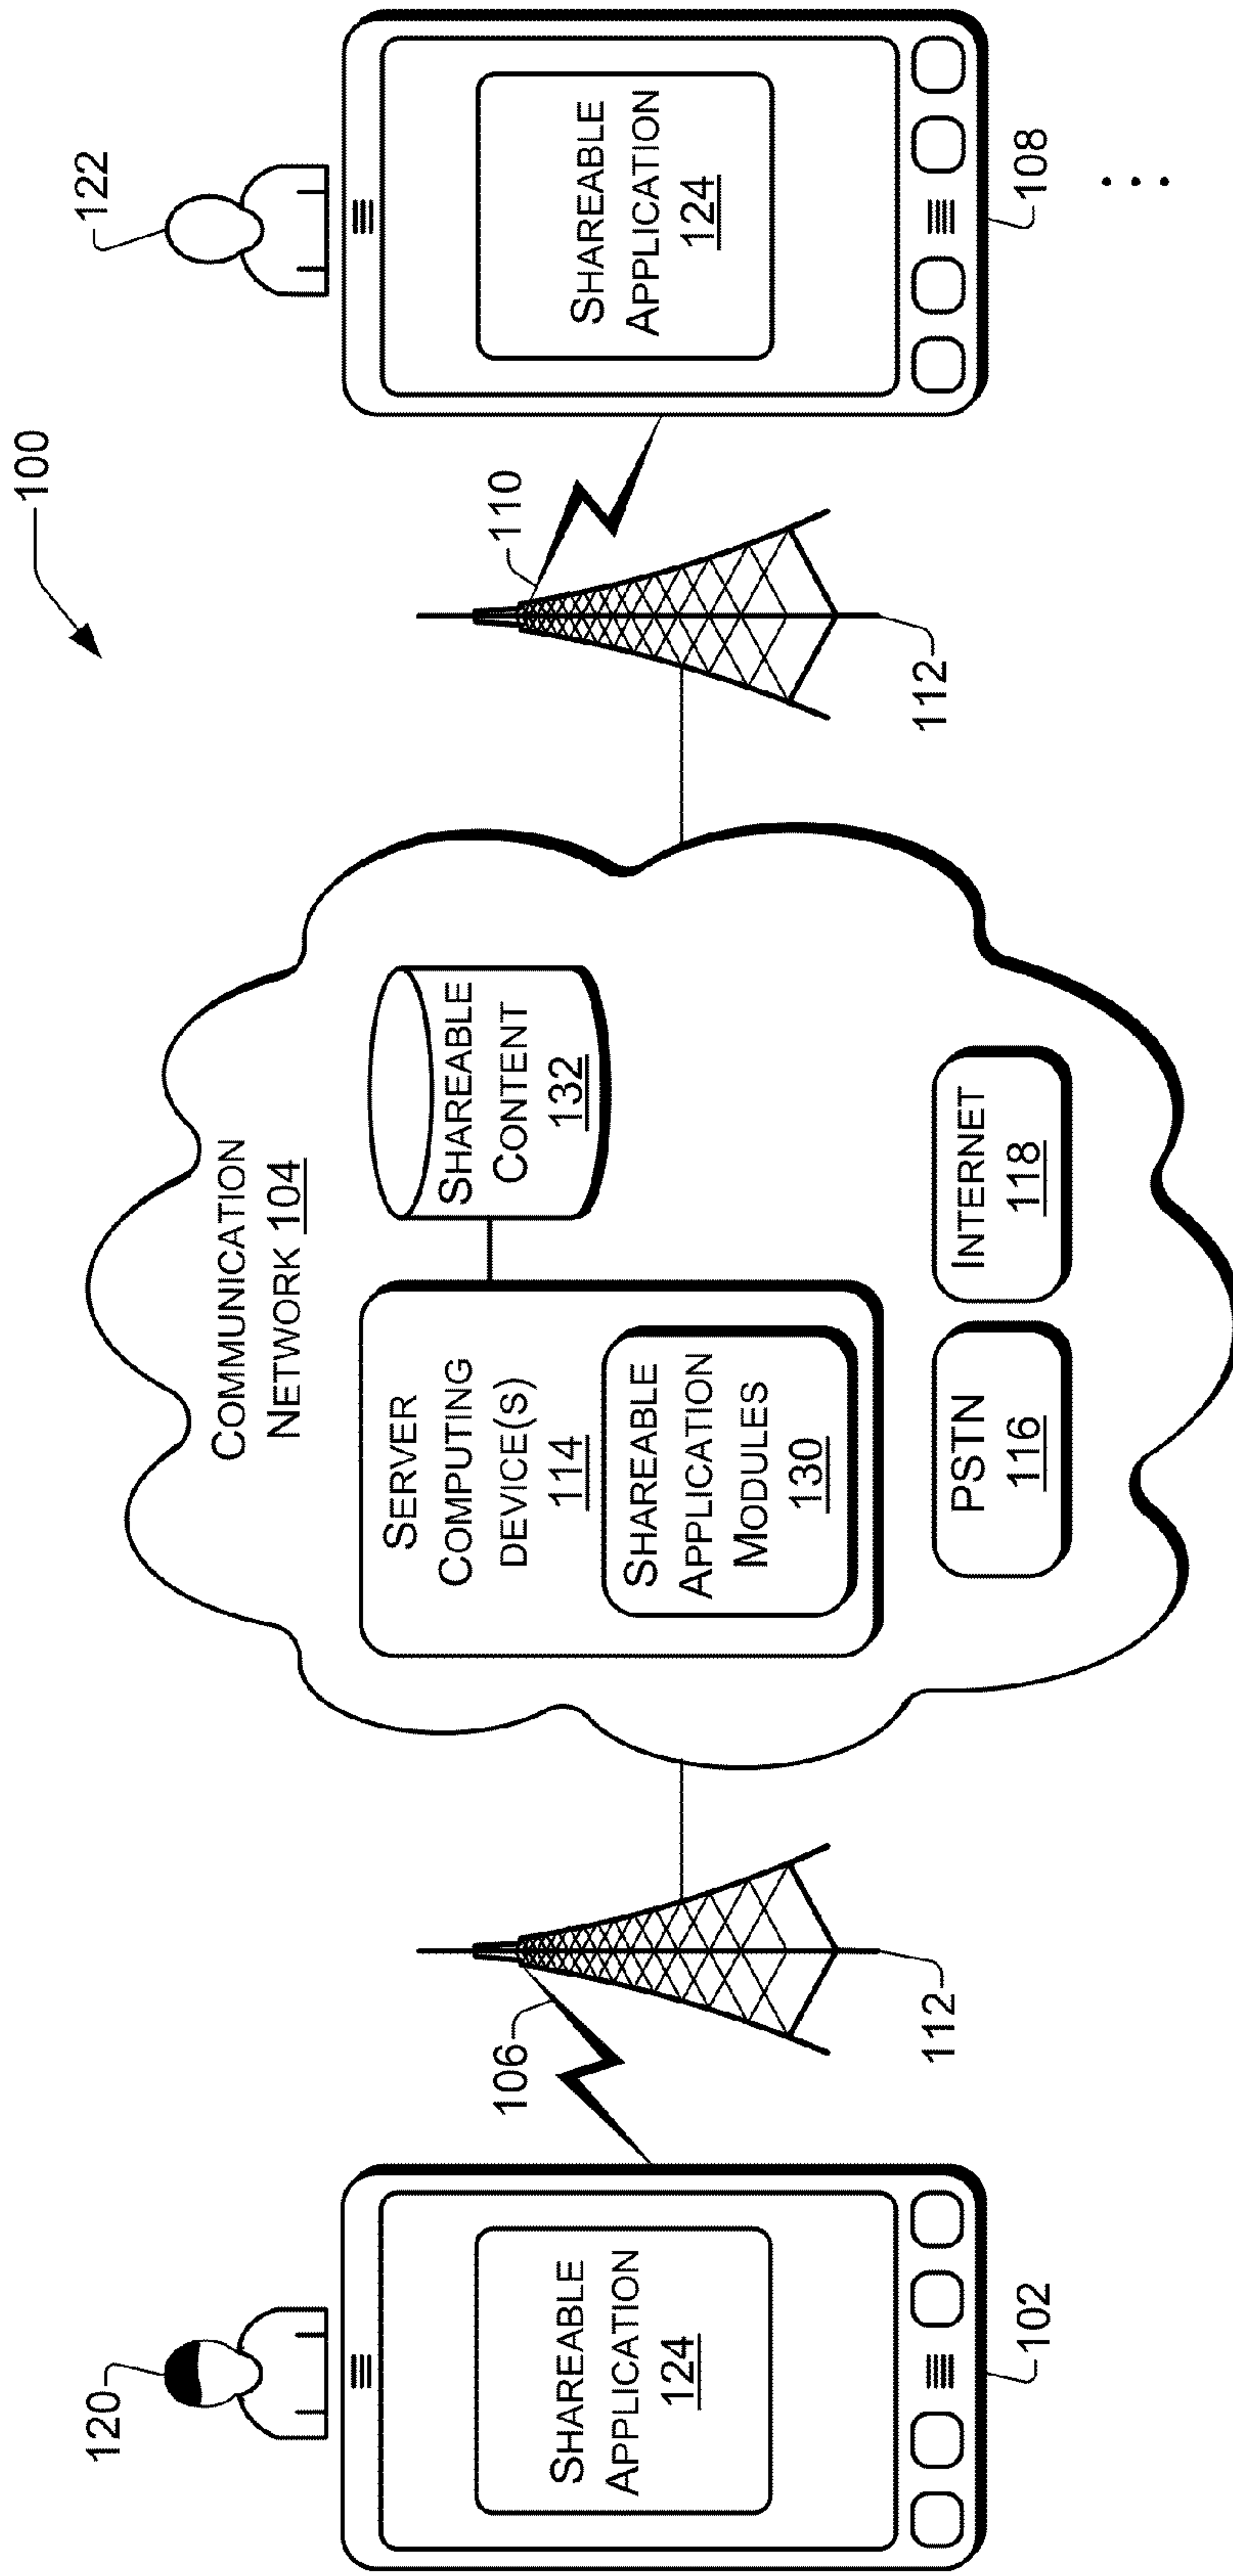 100
120
122
COMMUNICATION
NETWORK 104
SHAREABLE
APPLICATION
124
106
SERVER
COMPUTING
DEVICE(S)
114
SHAREABLE
APPLICATION
MODULES
130
SHAREABLE
CONTENT
132
110
SHAREABLE
APPLICATION
124
PSTN
116
INTERNET
118
112
112
102
108